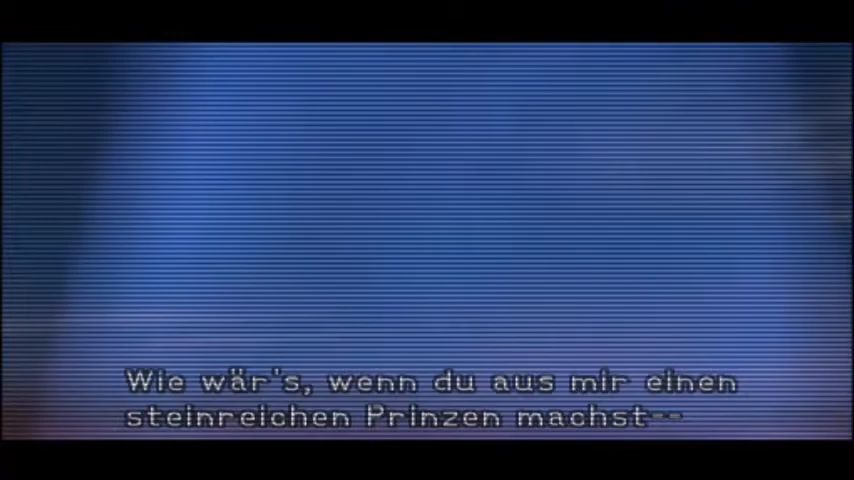 Wie wär's, wenn du aus mir einen
steinreichen Prinzen machst--